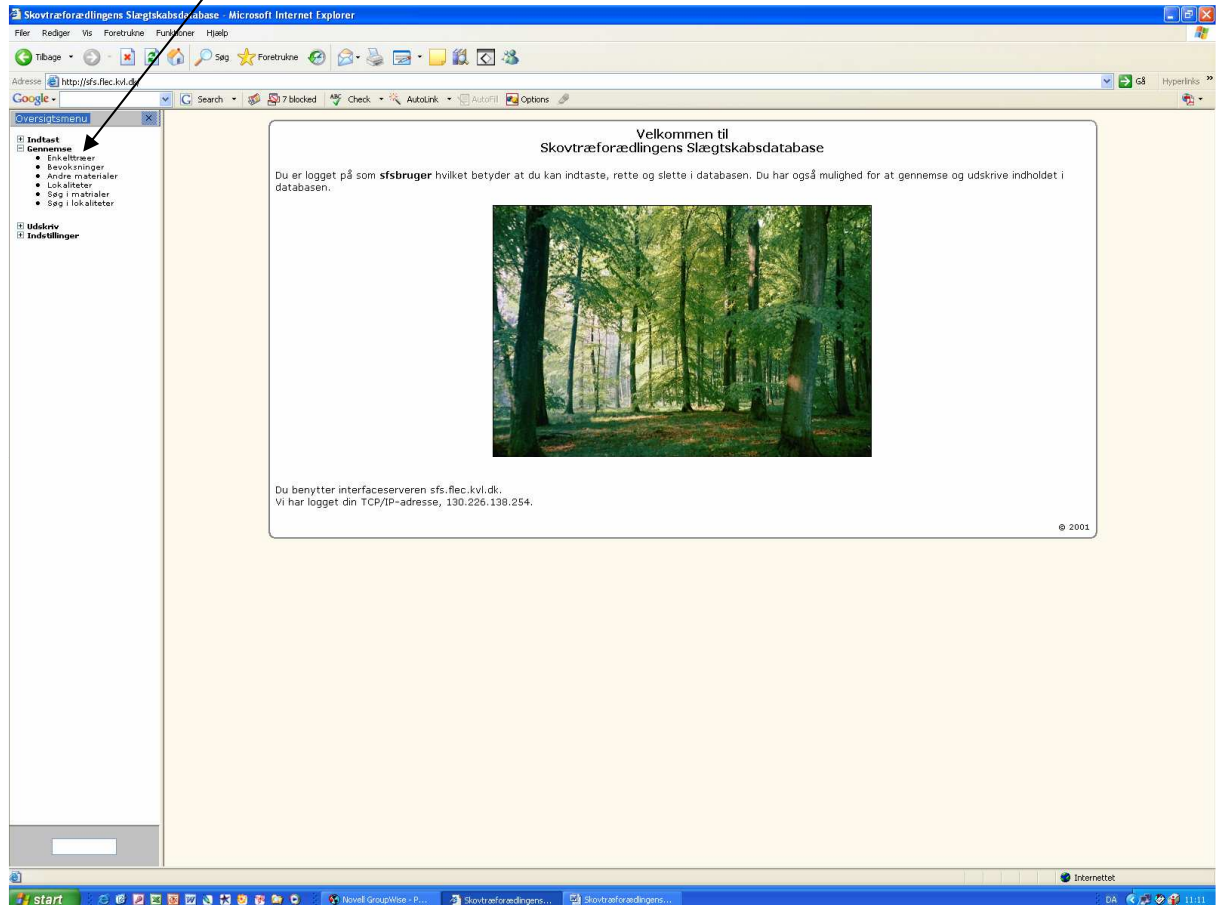 Skovtræforædlingens Slægtskabsdatabase - Microsoft Internet Explorer
Filer Rediger Vis Foretrukne Funktioner Hjælp
Tilbage Søg Foretrukne
Adresse http://sfs.flec.kvl.dk Gå Hyperlinks »
Google Search 7 blocked Check AutoLink AutoFill Options
Oversigtsmenu
Indtast
Gennemse
Enkelttræer
Bevoksninger
Andre materialer
Lokaliteter
Søg i matrialer
Søg i lokaliteter
Udskriv
Indstillinger
Velkommen til
Skovtræforædlingens Slægtskabsdatabase
Du er logget på som sfsbruger hvilket betyder at du kan indtaste, rette og slette i databasen. Du har også mulighed for at gennemse og udskrive indholdet i
databasen.
Du benytter interfaceserveren sfs.flec.kvl.dk.
Vi har logget din TCP/IP-adresse, 130.226.138.254.
© 2001
Internettet
start Novell GroupWise - P... Skovtræforædlingens... Skovtræforædlingens... DA 11:11